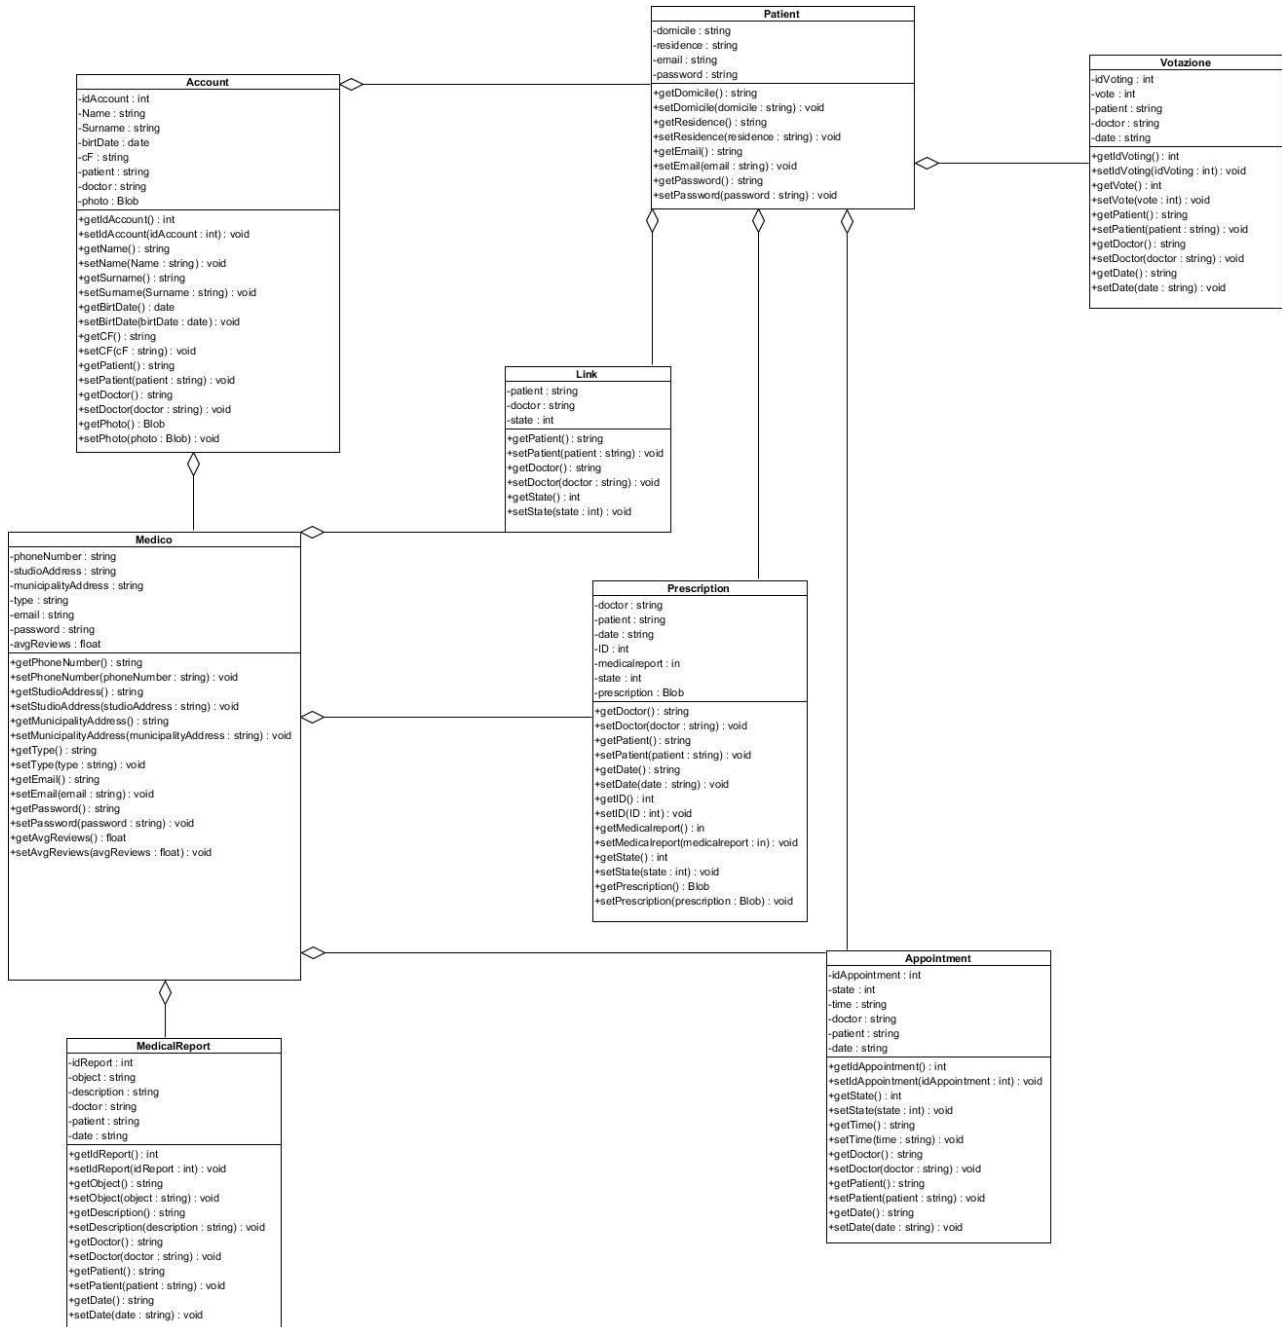 Patient
-domicile : string
-residence : string
-email : string
-password : string
+getDomicile() : string
+setDomicile(domicile : string) : void
+getResidence() : string
+setResidence(residence : string) : void
+getEmail() : string
+setEmail(email : string) : void
+getPassword() : string
+setPassword(password : string) : void
Votazione
-idVoting : int
-vote : int
-patient : string
-doctor : string
-date : string
+getIdVoting() : int
+setIdVoting(idVoting : int) : void
+getVote() : int
+setVote(vote : int) : void
+getPatient() : string
+setPatient(patient : string) : void
+getDoctor() : string
+setDoctor(doctor : string) : void
+getDate() : string
+setDate(date : string) : void
Account
-idAccount : int
-Name : string
-Surname : string
-birtDate : date
-cF : string
-patient : string
-doctor : string
-photo : Blob
+getIdAccount() : int
+setIdAccount(idAccount : int) : void
+getName() : string
+setName(Name : string) : void
+getSurname() : string
+setSurname(Surname : string) : void
+getBirtDate() : date
+setBirtDate(birtDate : date) : void
+getCF() : string
+setCF(cF : string) : void
+getPatient() : string
+setPatient(patient : string) : void
+getDoctor() : string
+setDoctor(doctor : string) : void
+getPhoto() : Blob
+setPhoto(photo : Blob) : void
Link
-patient : string
-doctor : string
-state : int
+getPatient() : string
+setPatient(patient : string) : void
+getDoctor() : string
+setDoctor(doctor : string) : void
+getState() : int
+setState(state : int) : void
Medico
-phoneNumber : string
-studioAddress : string
-municipalityAddress : string
-type : string
-email : string
-password : string
-avgReviews : float
+getPhoneNumber() : string
+setPhoneNumber(phoneNumber : string) : void
+getStudioAddress() : string
+setStudioAddress(studioAddress : string) : void
+getMunicipalityAddress() : string
+setMunicipalityAddress(municipalityAddress : string) : void
+getType() : string
+setType(type : string) : void
+getEmail() : string
+setEmail(email : string) : void
+getPassword() : string
+setPassword(password : string) : void
+getAvgReviews() : float
+setAvgReviews(avgReviews : float) : void
Prescription
-doctor : string
-patient : string
-date : string
-ID : int
-medicalreport : in
-state : int
-prescription : Blob
+getDoctor() : string
+setDoctor(doctor : string) : void
+getPatient() : string
+setPatient(patient : string) : void
+getDate() : string
+setDate(date : string) : void
+getID() : int
+setID(ID : int) : void
+getMedicalreport() : in
+setMedicalreport(medicalreport : in) : void
+getState() : int
+setState(state : int) : void
+getPrescription() : Blob
+setPrescription(prescription : Blob) : void
Appointment
-idAppointment : int
-state : int
-time : string
-doctor : string
-patient : string
-date : string
+getIdAppointment() : int
+setIdAppointment(idAppointment : int) : void
+getState() : int
+setState(state : int) : void
+getTime() : string
+setTime(time : string) : void
+getDoctor() : string
+setDoctor(doctor : string) : void
+getPatient() : string
+setPatient(patient : string) : void
+getDate() : string
+setDate(date : string) : void
MedicalReport
-idReport : int
-object : string
-description : string
-doctor : string
-patient : string
-date : string
+getIdReport() : int
+setIdReport(idReport : int) : void
+getObject() : string
+setObject(object : string) : void
+getDescription() : string
+setDescription(description : string) : void
+getDoctor() : string
+setDoctor(doctor : string) : void
+getPatient() : string
+setPatient(patient : string) : void
+getDate() : string
+setDate(date : string) : void